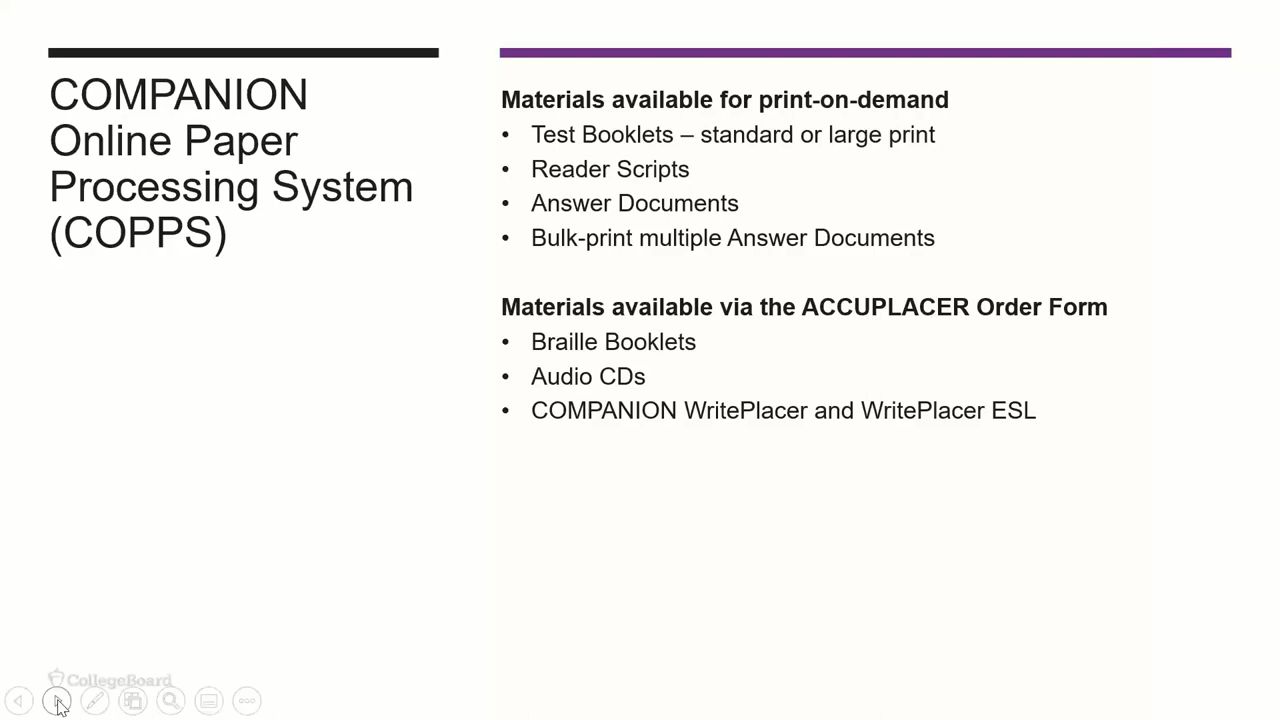 COMPANION
Online Paper
Processing System
(COPPS)
Materials available for print-on-demand
• Test Booklets – standard or large print
• Reader Scripts
• Answer Documents
• Bulk-print multiple Answer Documents
Materials available via the ACCUPLACER Order Form
• Braille Booklets
• Audio CDs
• COMPANION WritePlacer and WritePlacer ESL
CollegeBoard